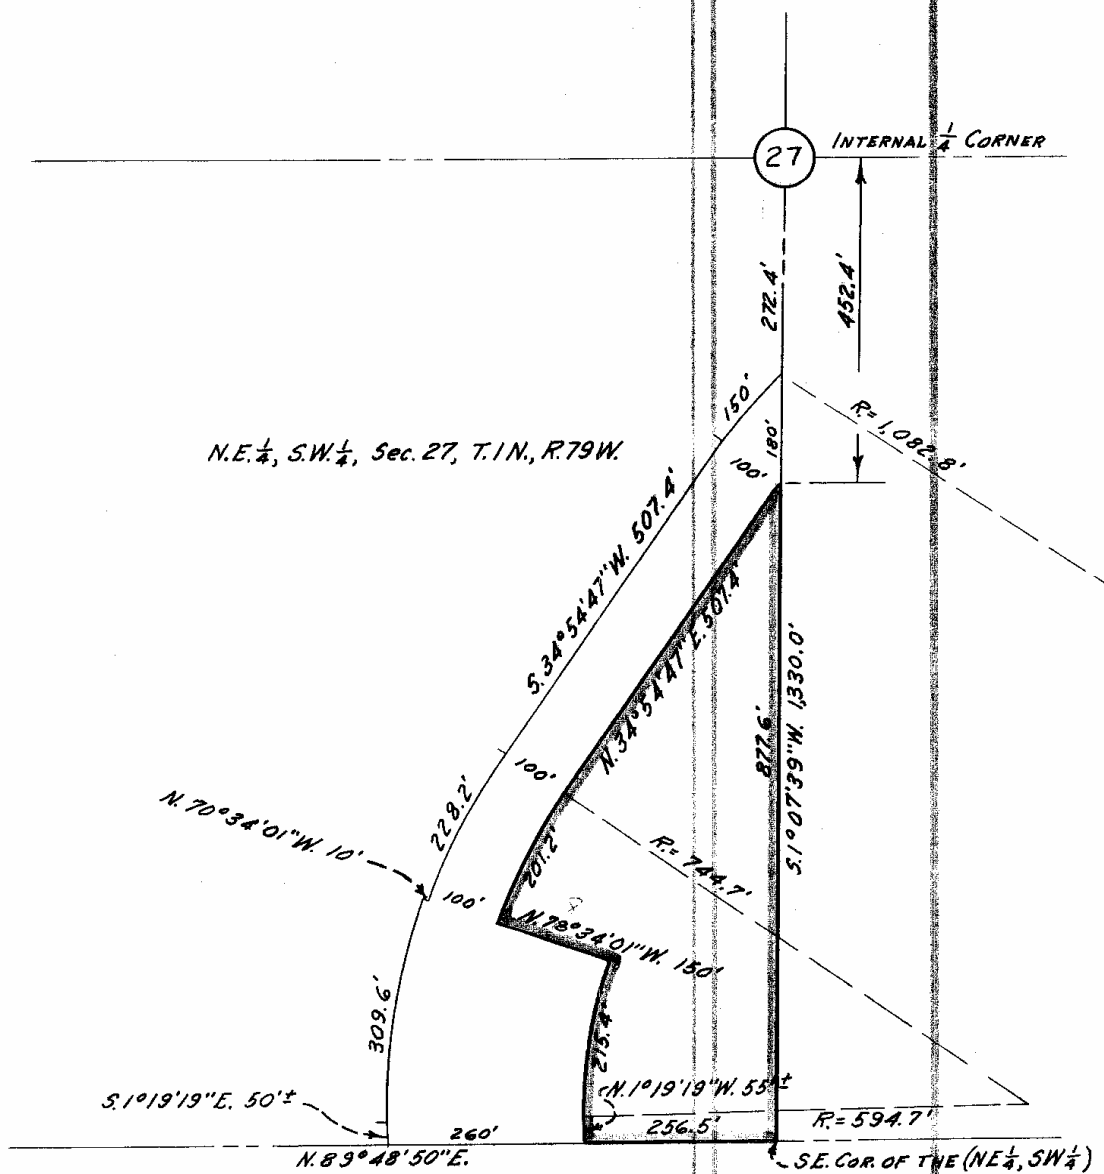 INTERNAL 1/4 CORNER
27
272.4'
452.4'
150'
180'
R=1,082.8'
N.E.1/4, S.W.1/4, Sec. 27, T.1N., R.79W.
100'
S.34°54'47"W. 507.4'
N.34°54'47"E. 507.4'
877.6'
S.1°07'39"W. 1,330.0'
100'
N.70°34'01"W. 10'
228.2'
R.=744.7'
201.2'
100'
N.78°34'01"W. 150'
309.6'
215.4'
S.1°19'19"E. 50'±
N.1°19'19"W. 55'±
260'
256.5'
R.=594.7'
N.89°48'50"E.
S.E. COR. OF THE (NE1/4, SW1/4)